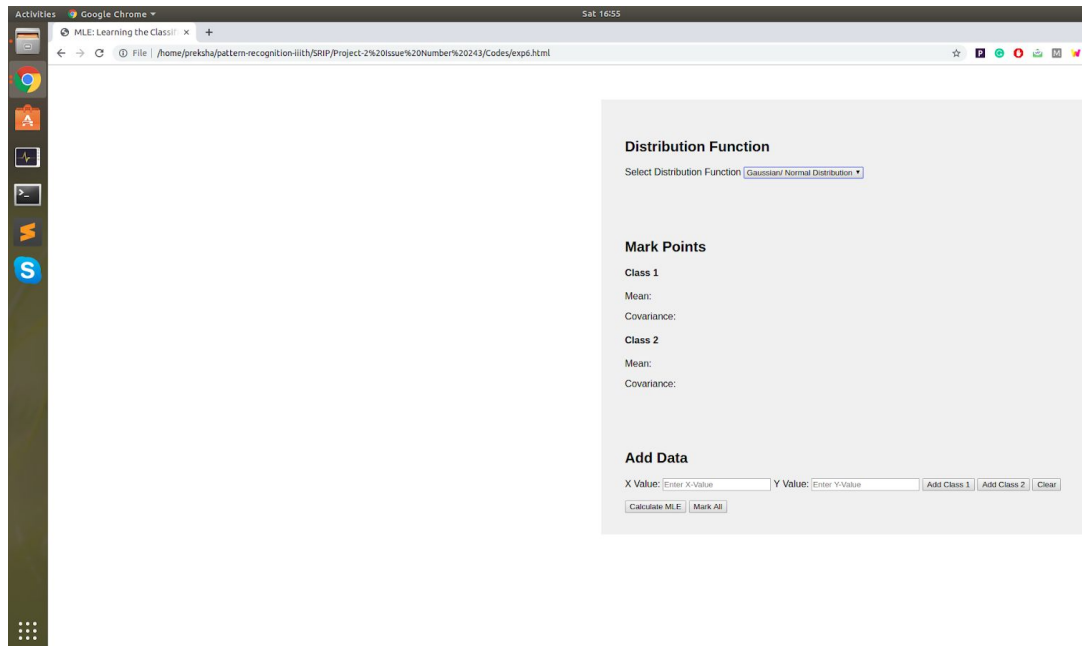 Activities Google Chrome Sat 16:55
MLE: Learning the Classif
File /home/preksha/pattern-recognition-iiith/SRIP/Project-2%20Issue%20Number%20243/Codes/exp6.html
Distribution Function
Select Distribution Function Gaussian/ Normal Distribution
Mark Points
Class 1
Mean:
Covariance:
Class 2
Mean:
Covariance:
Add Data
X Value: Enter X-Value Y Value: Enter Y-Value Add Class 1 Add Class 2 Clear
Calculate MLE Mark All